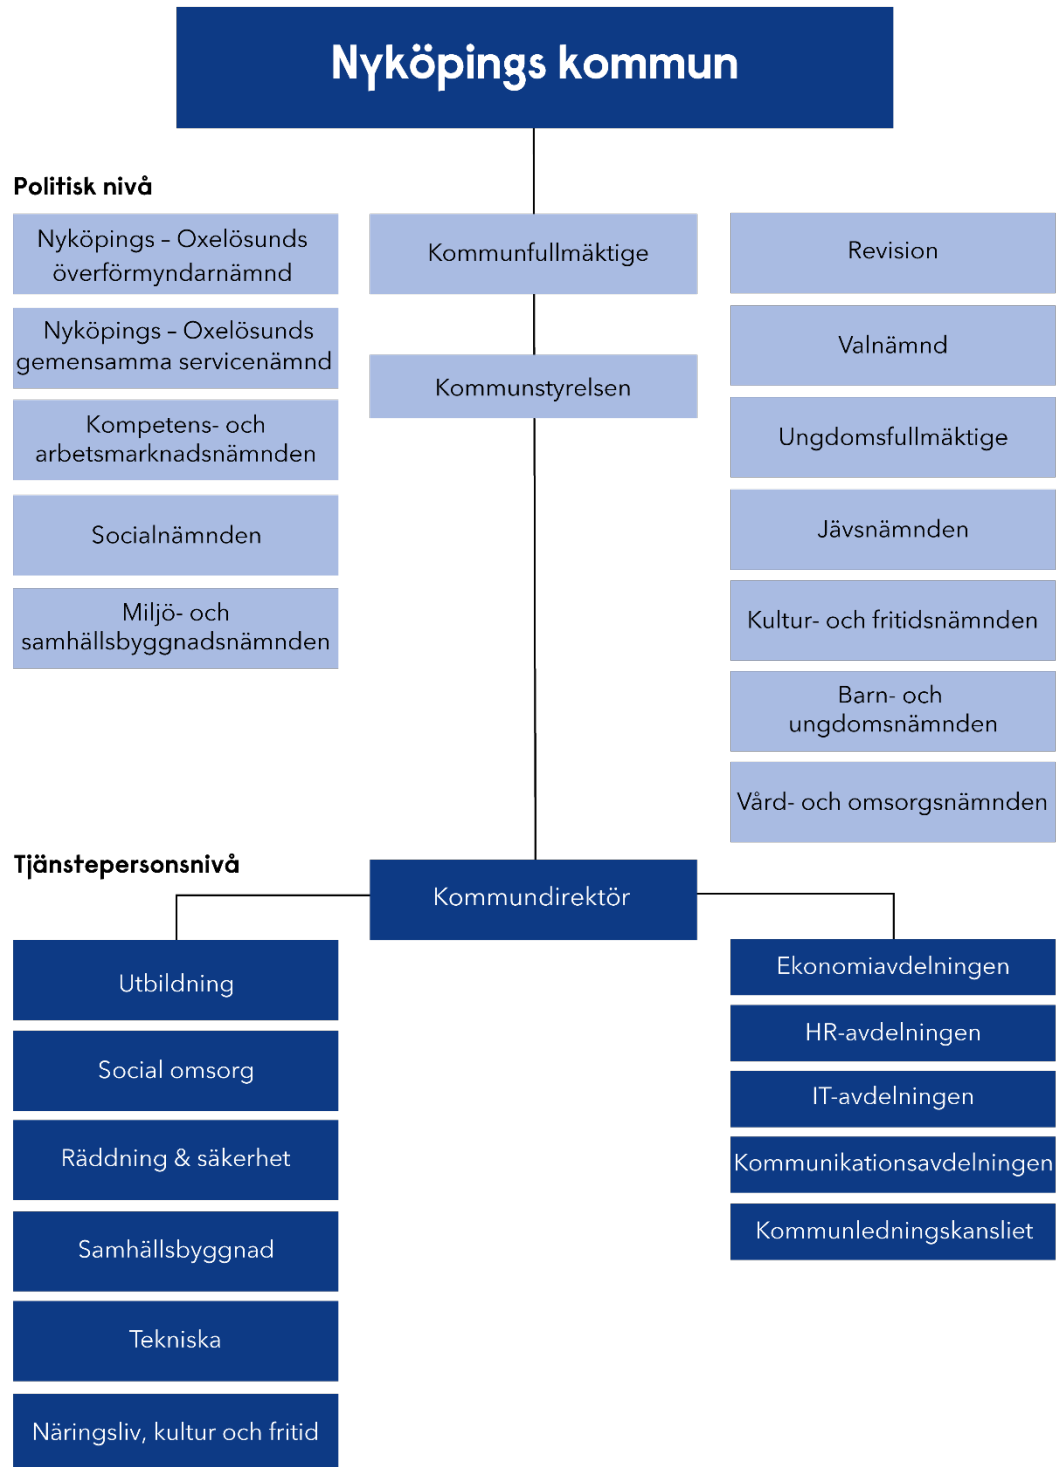 Nyköpings kommun
Politisk nivå
Nyköpings – Oxelösunds
överförmyndarnämnd
Nyköpings – Oxelösunds
gemensamma servicenämnd
Kompetens- och
arbetsmarknadsnämnden
Socialnämnden
Miljö- och
samhällsbyggnadsnämnden
Kommunfullmäktige
Kommunstyrelsen
Revision
Valnämnd
Ungdomsfullmäktige
Jävsnämnden
Kultur- och fritidsnämnden
Barn- och
ungdomsnämnden
Vård- och omsorgsnämnden
Tjänstepersonsnivå
Kommundirektör
Utbildning
Social omsorg
Räddning & säkerhet
Samhällsbyggnad
Tekniska
Näringsliv, kultur och fritid
Ekonomiavdelningen
HR-avdelningen
IT-avdelningen
Kommunikationsavdelningen
Kommunledningskansliet